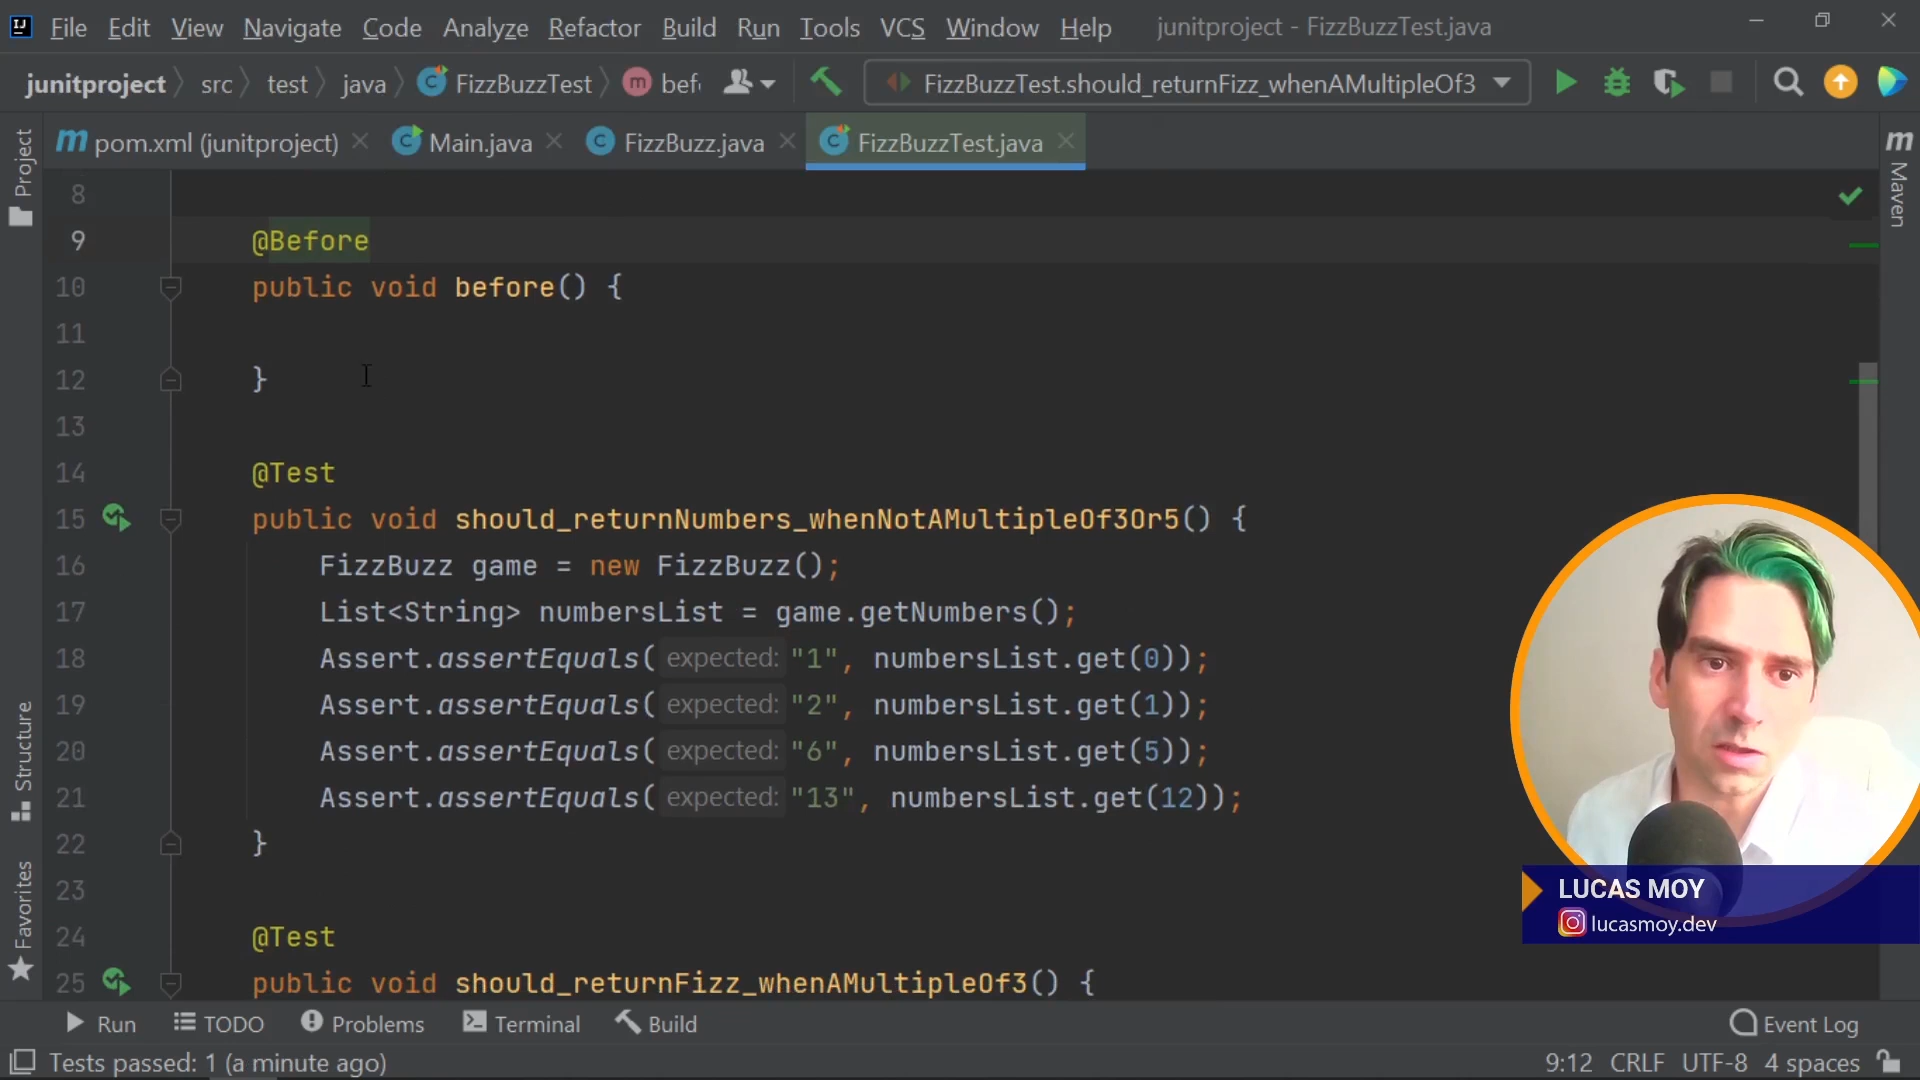 File Edit View Navigate Code Analyze Refactor Build Run Tools VCS Window Help junitproject - FizzBuzzTest.java
junitproject src test java FizzBuzzTest m bef FizzBuzzTest.should_returnFizz_whenAMultipleOf3
m pom.xml (junitproject) C Main.java C FizzBuzz.java C FizzBuzzTest.java
Project
Structure
Favorites
m Maven
8
9 @Before
10 public void before() {
11
12 }
13
14 @Test
15 public void should_returnNumbers_whenNotAMultipleOf3Or5() {
16 FizzBuzz game = new FizzBuzz();
17 List<String> numbersList = game.getNumbers();
18 Assert.assertEquals( expected: "1", numbersList.get(0));
19 Assert.assertEquals( expected: "2", numbersList.get(1));
20 Assert.assertEquals( expected: "6", numbersList.get(5));
21 Assert.assertEquals( expected: "13", numbersList.get(12));
22 }
23
24 @Test
25 public void should_returnFizz_whenAMultipleOf3() {
LUCAS MOY
lucasmoy.dev
Run TODO Problems Terminal Build Event Log
Tests passed: 1 (a minute ago) 9:12 CRLF UTF-8 4 spaces